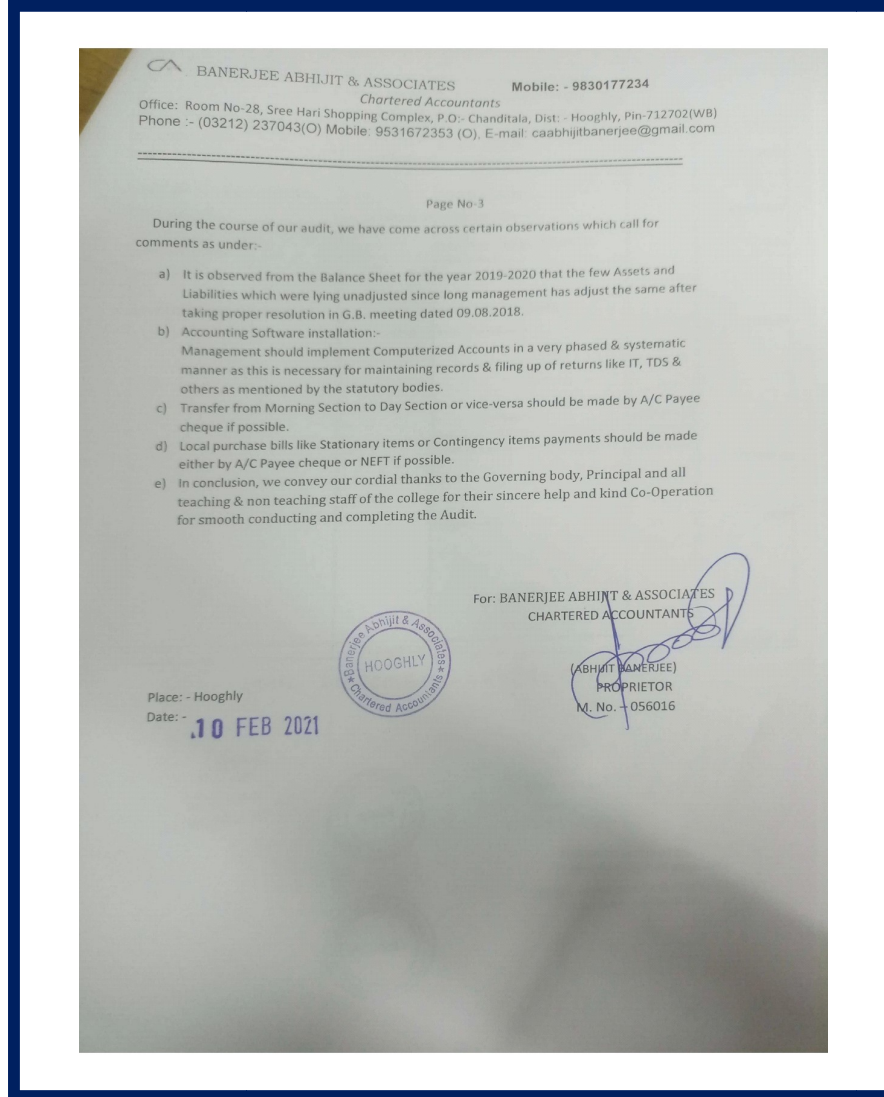 CA BANERJEE ABHIJIT & ASSOCIATES Mobile: - 9830177234
Chartered Accountants
Office: Room No-28, Sree Hari Shopping Complex, P.O:- Chanditala, Dist: - Hooghly, Pin-712702(WB)
Phone :- (03212) 237043(O) Mobile: 9531672353 (O), E-mail: caabhijitbanerjee@gmail.com
Page No-3
During the course of our audit, we have come across certain observations which call for
comments as under:-
a) It is observed from the Balance Sheet for the year 2019-2020 that the few Assets and
Liabilities which were lying unadjusted since long management has adjust the same after
taking proper resolution in G.B. meeting dated 09.08.2018.
b) Accounting Software installation:-
Management should implement Computerized Accounts in a very phased & systematic
manner as this is necessary for maintaining records & filing up of returns like IT, TDS &
others as mentioned by the statutory bodies.
c) Transfer from Morning Section to Day Section or vice-versa should be made by A/C Payee
cheque if possible.
d) Local purchase bills like Stationary items or Contingency items payments should be made
either by A/C Payee cheque or NEFT if possible.
e) In conclusion, we convey our cordial thanks to the Governing body, Principal and all
teaching & non teaching staff of the college for their sincere help and kind Co-Operation
for smooth conducting and completing the Audit.
For: BANERJEE ABHIJIT & ASSOCIATES
CHARTERED ACCOUNTANTS
Banerjee Abhijit & Associates
HOOGHLY
Chartered Accountants
(ABHIJIT BANERJEE)
PROPRIETOR
M. No. - 056016
Place: - Hooghly
Date: - 10 FEB 2021